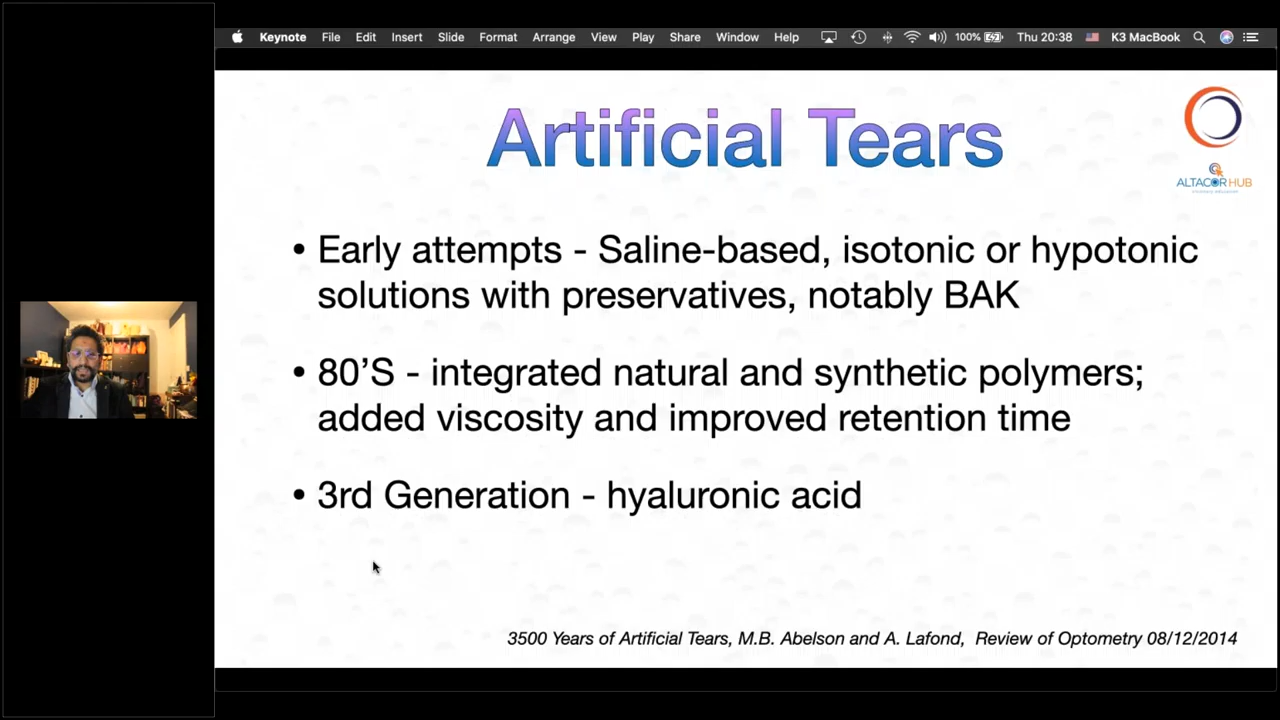 Keynote File Edit Insert Slide Format Arrange View Play Share Window Help 100% Thu 20:38 K3 MacBook
Artificial Tears
ALTACOR HUB
• Early attempts - Saline-based, isotonic or hypotonic
solutions with preservatives, notably BAK
• 80’S - integrated natural and synthetic polymers;
added viscosity and improved retention time
• 3rd Generation - hyaluronic acid
3500 Years of Artificial Tears, M.B. Abelson and A. Lafond, Review of Optometry 08/12/2014